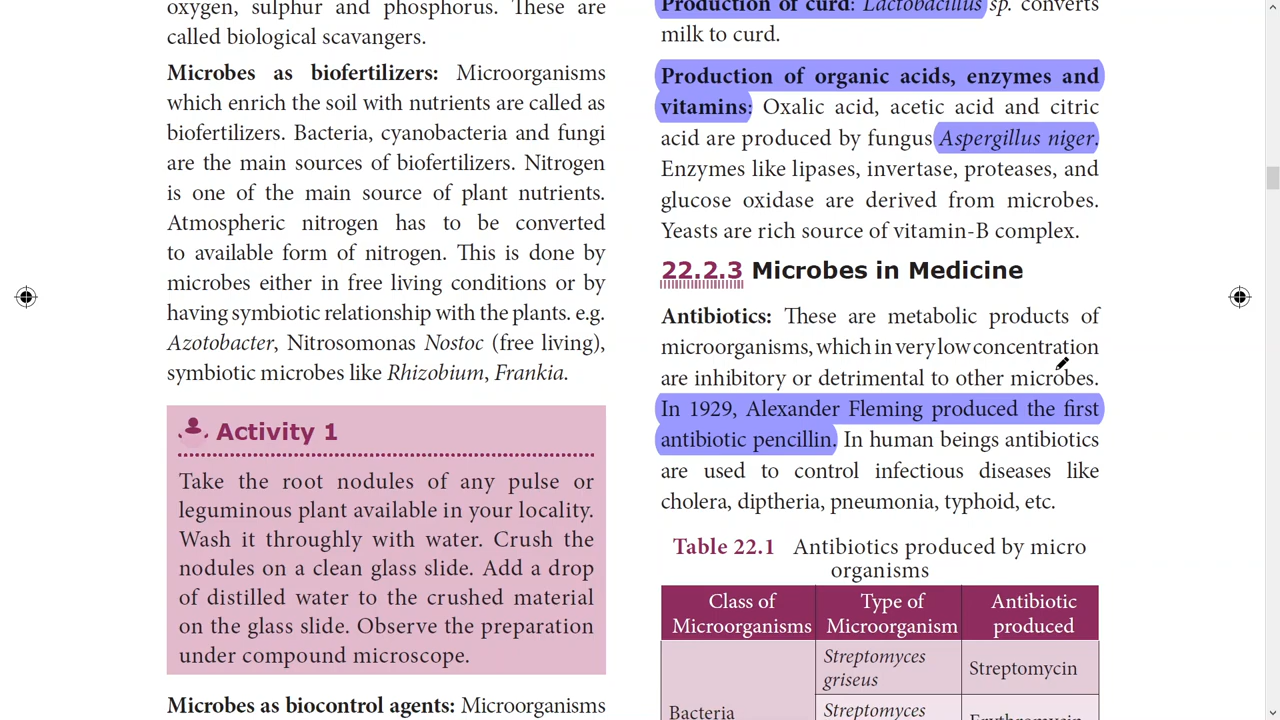 oxygen, sulphur and phosphorus. These are
called biological scavangers.
Microbes as biofertilizers: Microorganisms
which enrich the soil with nutrients are called as
biofertilizers. Bacteria, cyanobacteria and fungi
are the main sources of biofertilizers. Nitrogen
is one of the main source of plant nutrients.
Atmospheric nitrogen has to be converted
to available form of nitrogen. This is done by
microbes either in free living conditions or by
having symbiotic relationship with the plants. e.g.
Azotobacter, Nitrosomonas Nostoc (free living),
symbiotic microbes like Rhizobium, Frankia.
Activity 1
Take the root nodules of any pulse or
leguminous plant available in your locality.
Wash it throughly with water. Crush the
nodules on a clean glass slide. Add a drop
of distilled water to the crushed material
on the glass slide. Observe the preparation
under compound microscope.
Microbes as biocontrol agents: Microorganisms
Production of curd: Lactobacillus sp. converts
milk to curd.
Production of organic acids, enzymes and
vitamins: Oxalic acid, acetic acid and citric
acid are produced by fungus Aspergillus niger.
Enzymes like lipases, invertase, proteases, and
glucose oxidase are derived from microbes.
Yeasts are rich source of vitamin-B complex.
22.2.3 Microbes in Medicine
Antibiotics: These are metabolic products of
microorganisms, which in very low concentration
are inhibitory or detrimental to other microbes.
In 1929, Alexander Fleming produced the first
antibiotic pencillin. In human beings antibiotics
are used to control infectious diseases like
cholera, diptheria, pneumonia, typhoid, etc.
Table 22.1 Antibiotics produced by micro
organisms
Class of Type of Antibiotic
Microorganisms Microorganism produced
Streptomyces
griseus Streptomycin
Bacteria Streptomyces Erythromycin